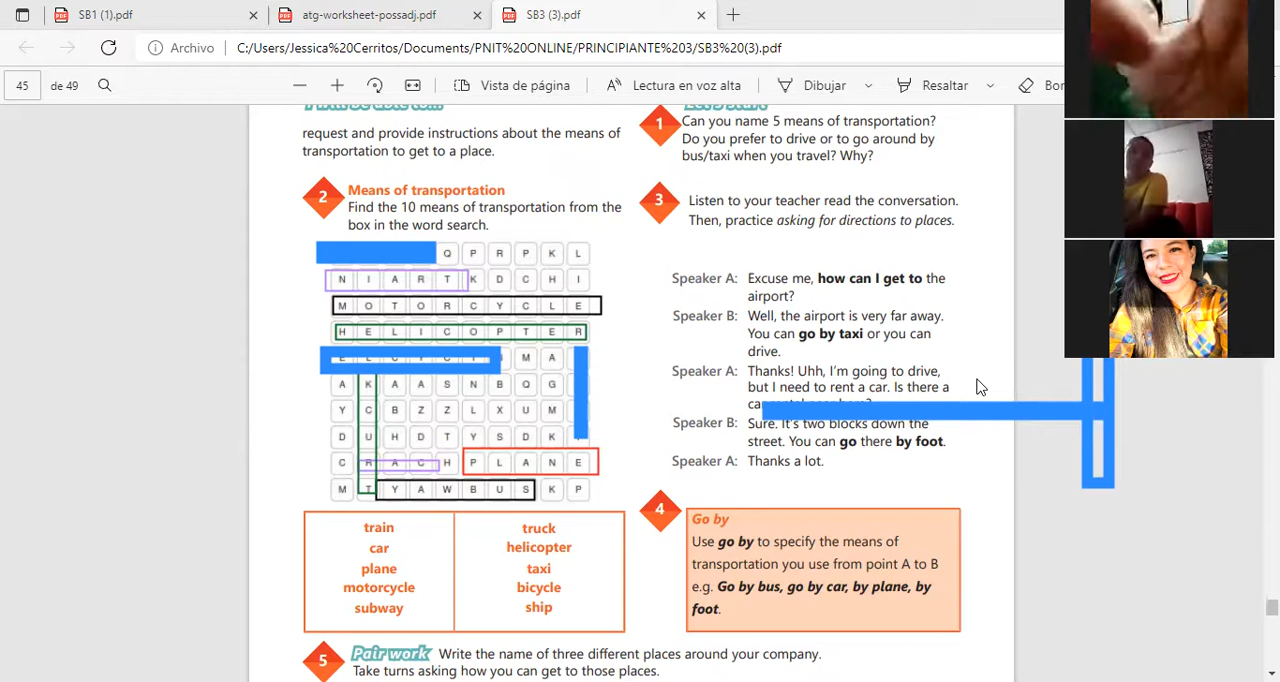 SB1 (1).pdf
atg-worksheet-possadj.pdf
SB3 (3).pdf
Archivo
C:/Users/Jessica%20Cerritos/Documents/PNIT%20ONLINE/PRINCIPIANTE%203/SB3%20(3).pdf
45 de 49
Vista de página
Lectura en voz alta
Dibujar
Resaltar
request and provide instructions about the means of
transportation to get to a place.
2
Means of transportation
Find the 10 means of transportation from the
box in the word search.
Q P R P K L
N I A R T K D C H I
M O T O R C Y C L E
H E L I C O P T E R
M A
A K A A S N B Q G
Y C B Z Z L X U M
D U H D T Y S D K
C R A C H P L A N E
M T Y A W B U S K P
train
car
plane
motorcycle
subway
truck
helicopter
taxi
bicycle
ship
1
Can you name 5 means of transportation?
Do you prefer to drive or to go around by
bus/taxi when you travel? Why?
3
Listen to your teacher read the conversation.
Then, practice asking for directions to places.
Speaker A: Excuse me, how can I get to the
airport?
Speaker B: Well, the airport is very far away.
You can go by taxi or you can
drive.
Speaker A: Thanks! Uhh, I'm going to drive,
but I need to rent a car. Is there a
Speaker B: Sure. It's two blocks down the
street. You can go there by foot.
Speaker A: Thanks a lot.
4
Go by
Use go by to specify the means of
transportation you use from point A to B
e.g. Go by bus, go by car, by plane, by
foot.
5
Pair work Write the name of three different places around your company.
Take turns asking how you can get to those places.